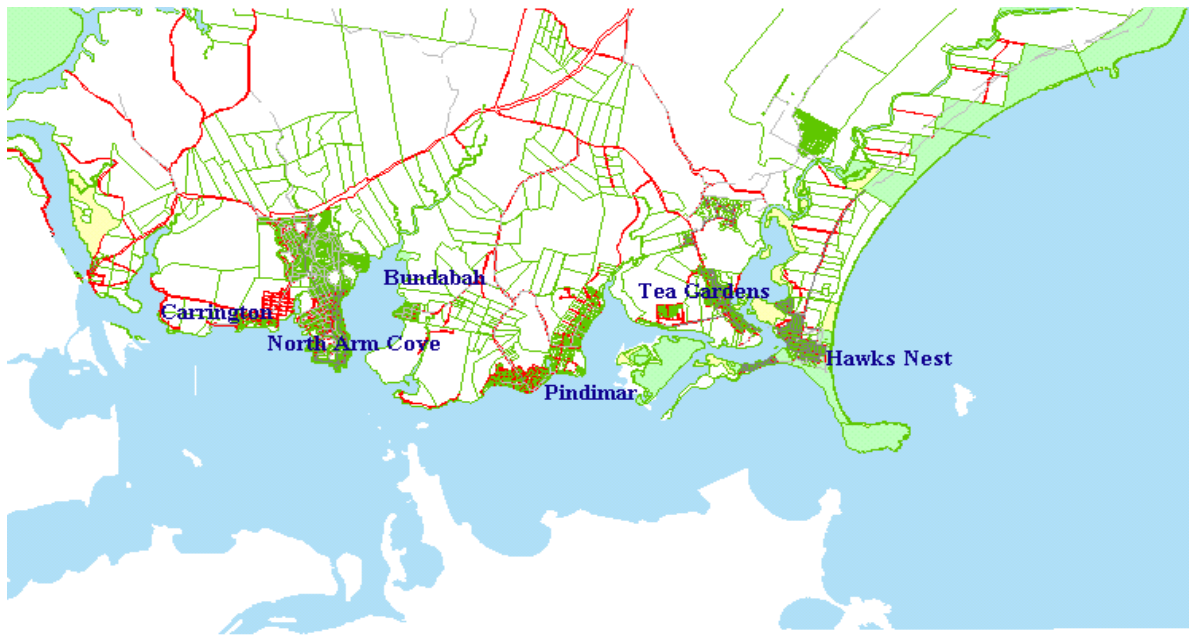 Bundabah
Tea Gardens
Carrington
North Arm Cove
Hawks Nest
Pindimar